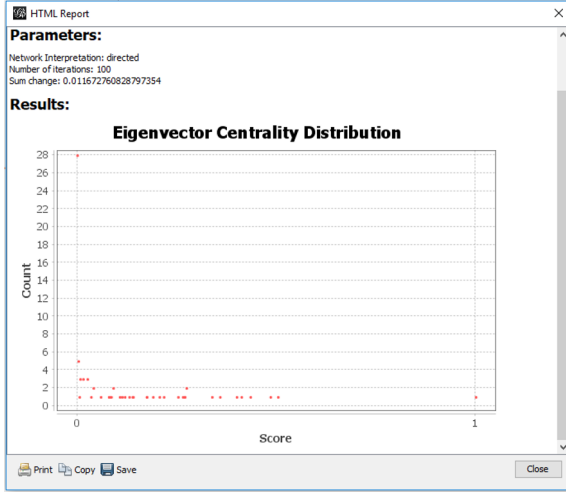 HTML Report
Parameters:
Network Interpretation: directed
Number of iterations: 100
Sum change: 0.011672760828797354
Results:
Eigenvector Centrality Distribution
28
26
24
22
20
18
16
14
12
10
8
6
4
2
0
Count
0 1
Score
Print Copy Save Close